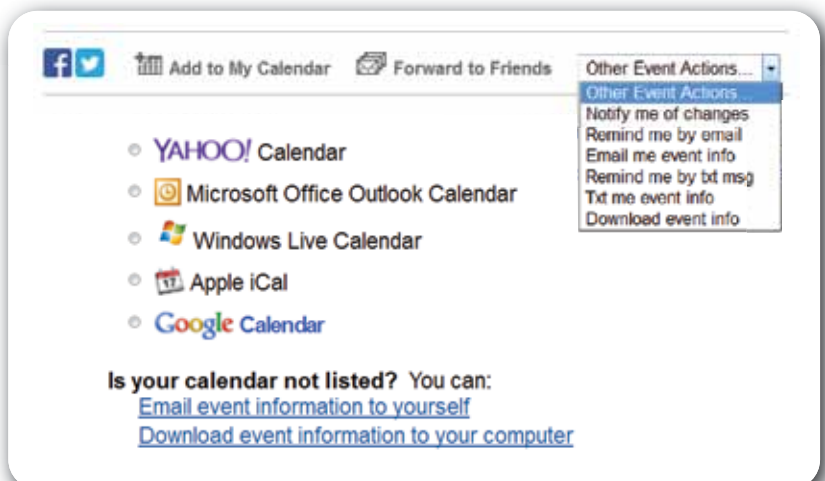 Add to My Calendar Forward to Friends Other Event Actions...
Other Event Actions...
Notify me of changes
Remind me by email
Email me event info
Remind me by txt msg
Txt me event info
Download event info
YAHOO! Calendar
Microsoft Office Outlook Calendar
Windows Live Calendar
17 Apple iCal
Google Calendar
Is your calendar not listed? You can:
Email event information to yourself
Download event information to your computer